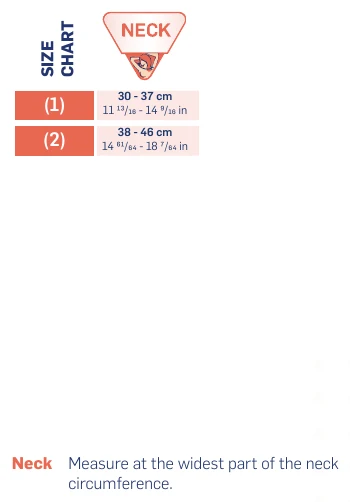 SIZE
CHART
NECK
(1)
30 - 37 cm
11 ¹³/₁₆ - 14 ⁹/₁₆ in
(2)
38 - 46 cm
14 ⁶¹/₆₄ - 18 ⁷/₆₄ in
Neck Measure at the widest part of the neck
circumference.